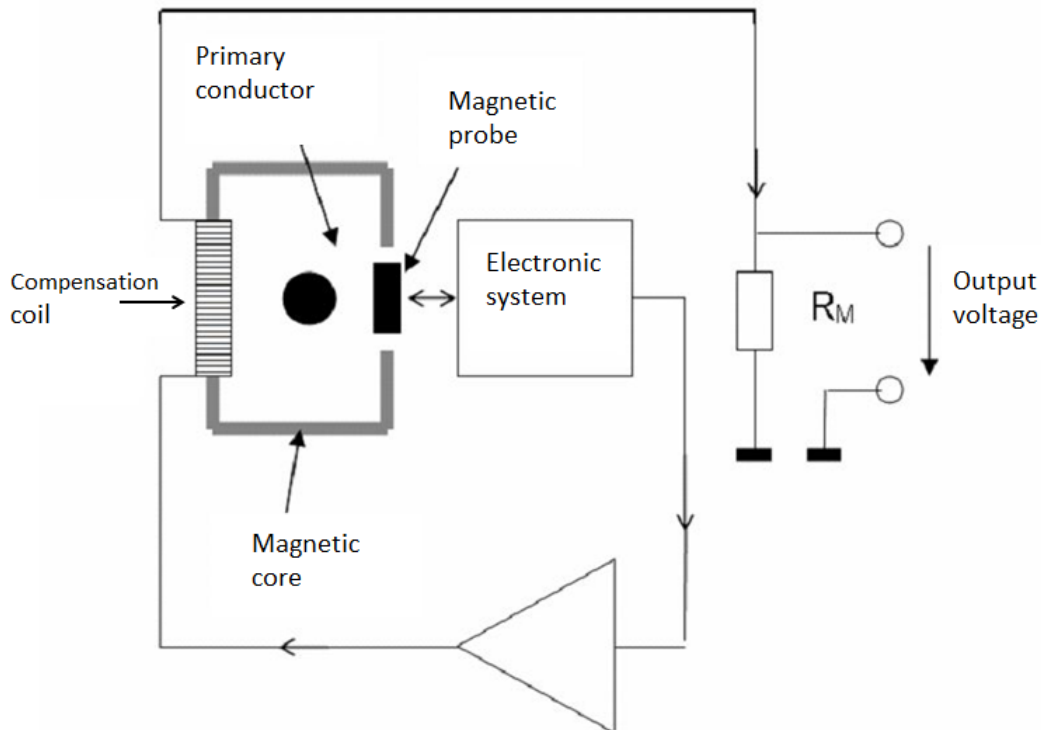 Primary
conductor
Magnetic
probe
Compensation
coil
Electronic
system
R_M
Output
voltage
Magnetic
core